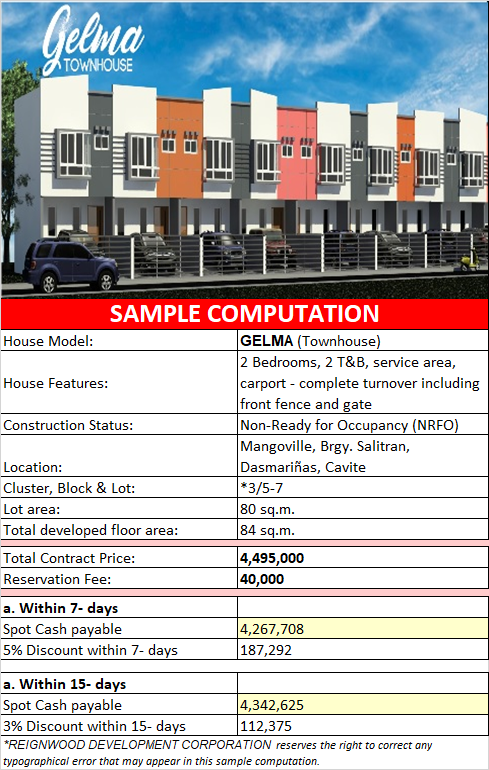 Gelma
TOWNHOUSE
SAMPLE COMPUTATION
House Model: GELMA (Townhouse)
House Features: 2 Bedrooms, 2 T&B, service area,
carport - complete turnover including
front fence and gate
Construction Status: Non-Ready for Occupancy (NRFO)
Location: Mangoville, Brgy. Salitran,
Dasmariñas, Cavite
Cluster, Block & Lot: *3/5-7
Lot area: 80 sq.m.
Total developed floor area: 84 sq.m.
Total Contract Price: 4,495,000
Reservation Fee: 40,000
a. Within 7- days
Spot Cash payable 4,267,708
5% Discount within 7- days 187,292
a. Within 15- days
Spot Cash payable 4,342,625
3% Discount within 15- days 112,375
*REIGNWOOD DEVELOPMENT CORPORATION reserves the right to correct any
typographical error that may appear in this sample computation.